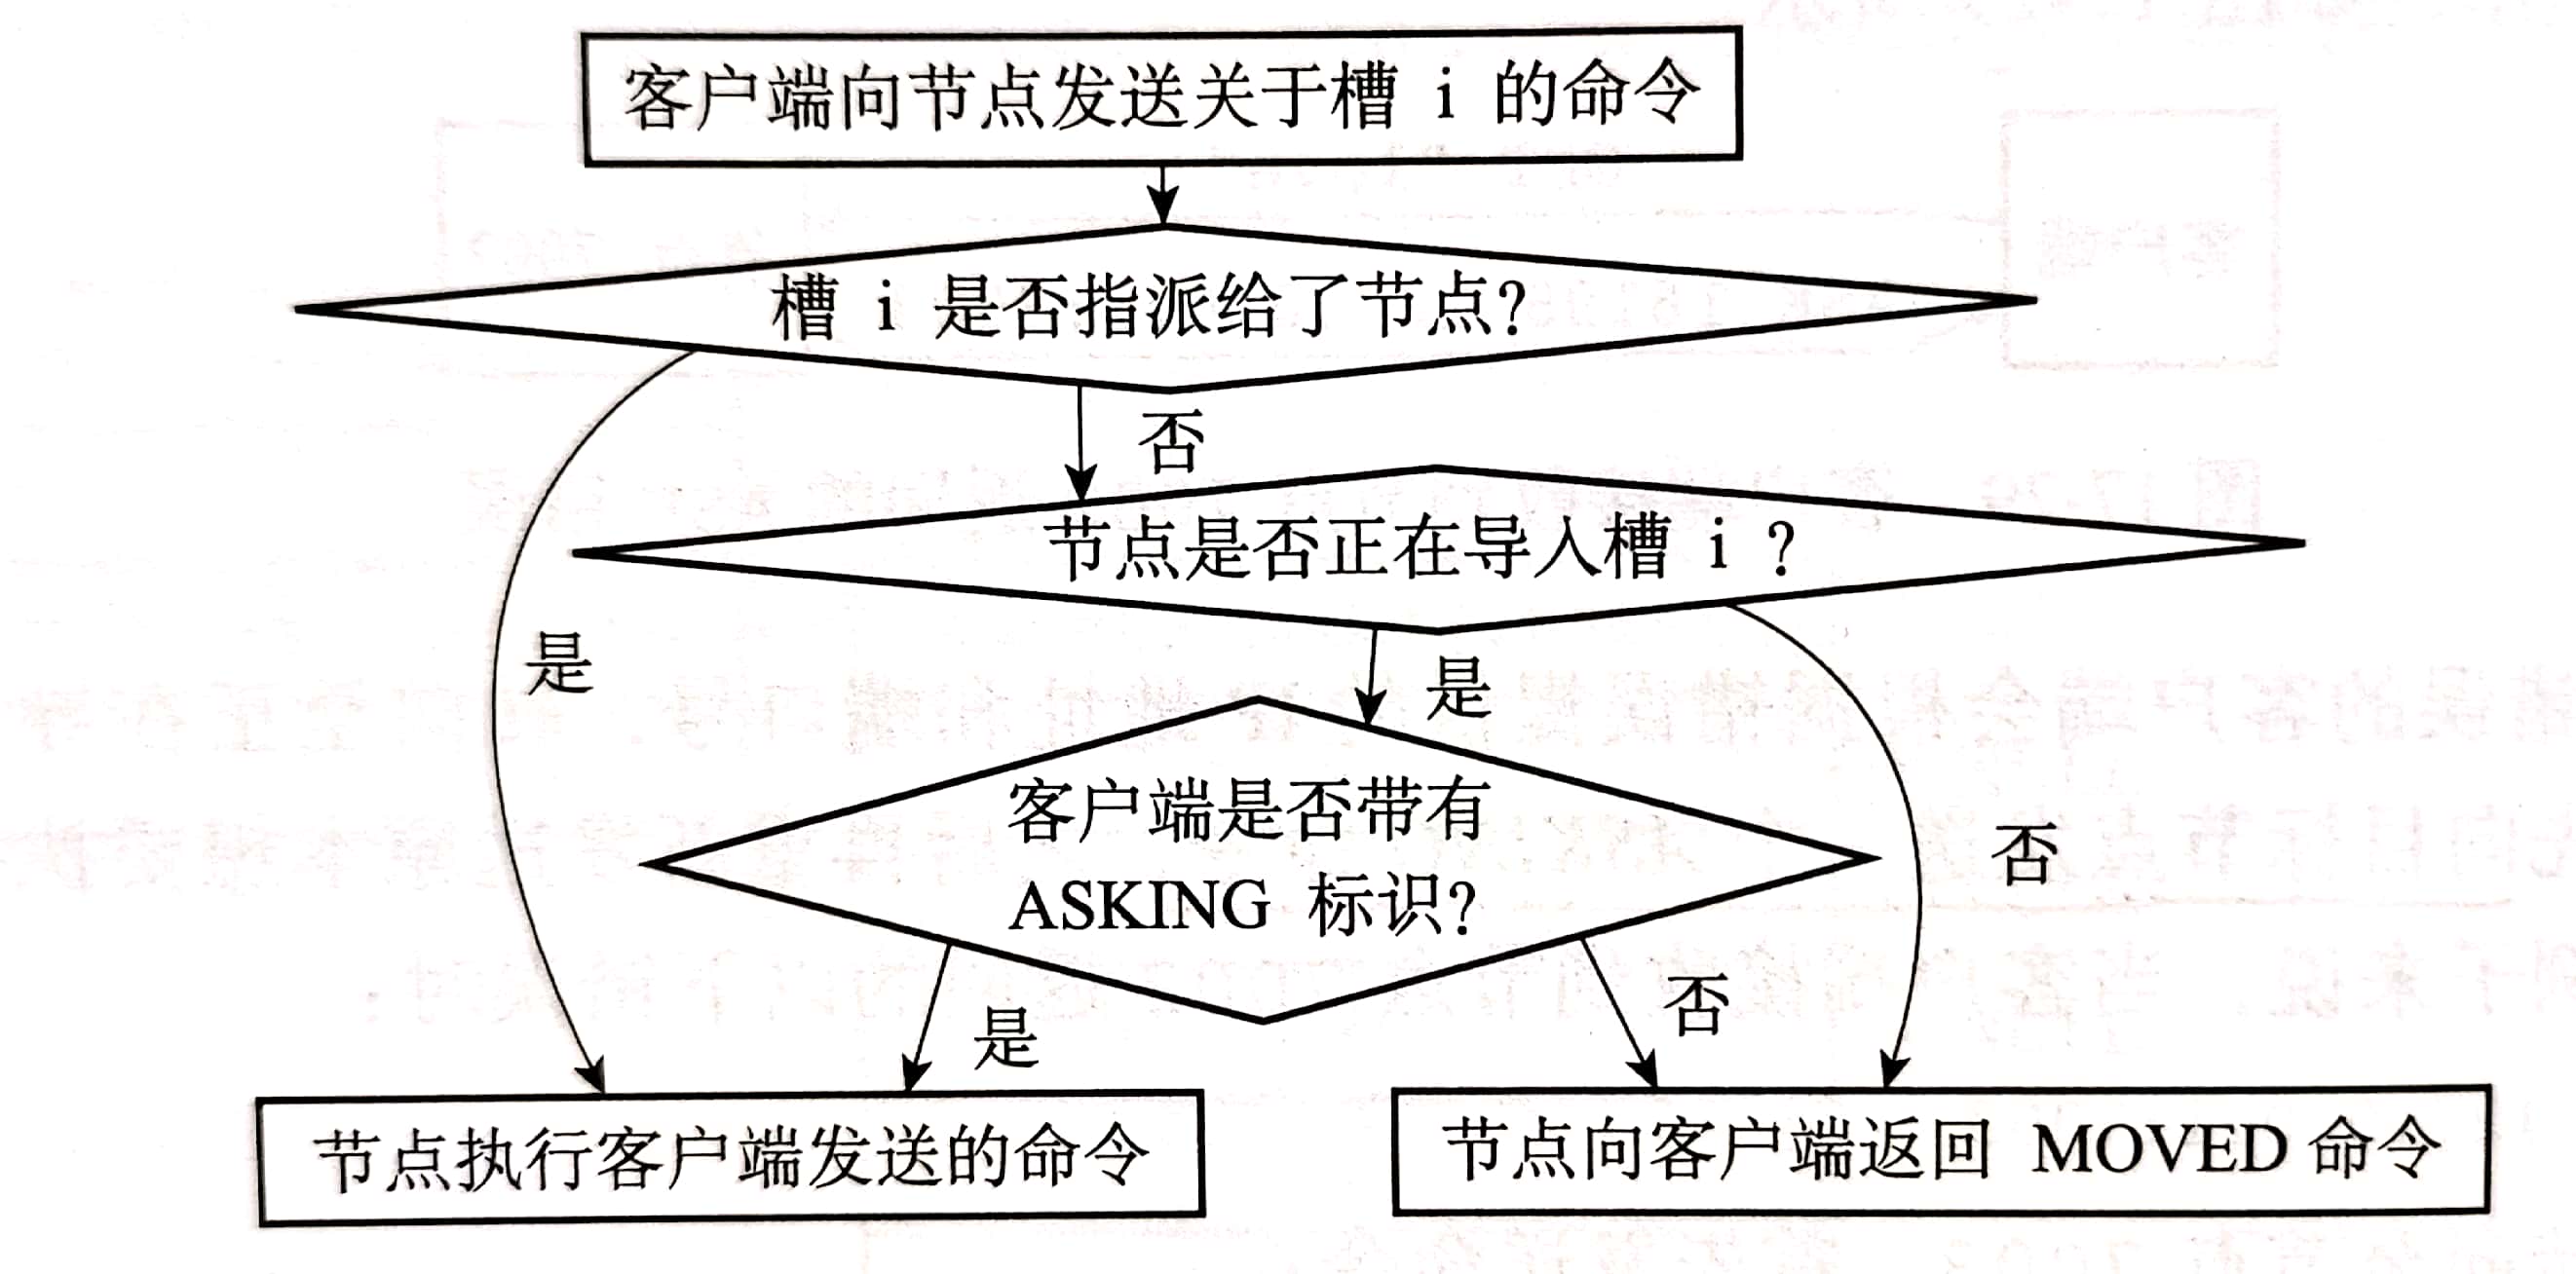 客户端向节点发送关于槽 i 的命令
槽 i 是否指派给了节点?
否
节点是否正在导入槽 i ?
是
是
客户端是否带有
ASKING 标识?
否
是
否
节点执行客户端发送的命令
节点向客户端返回 MOVED 命令